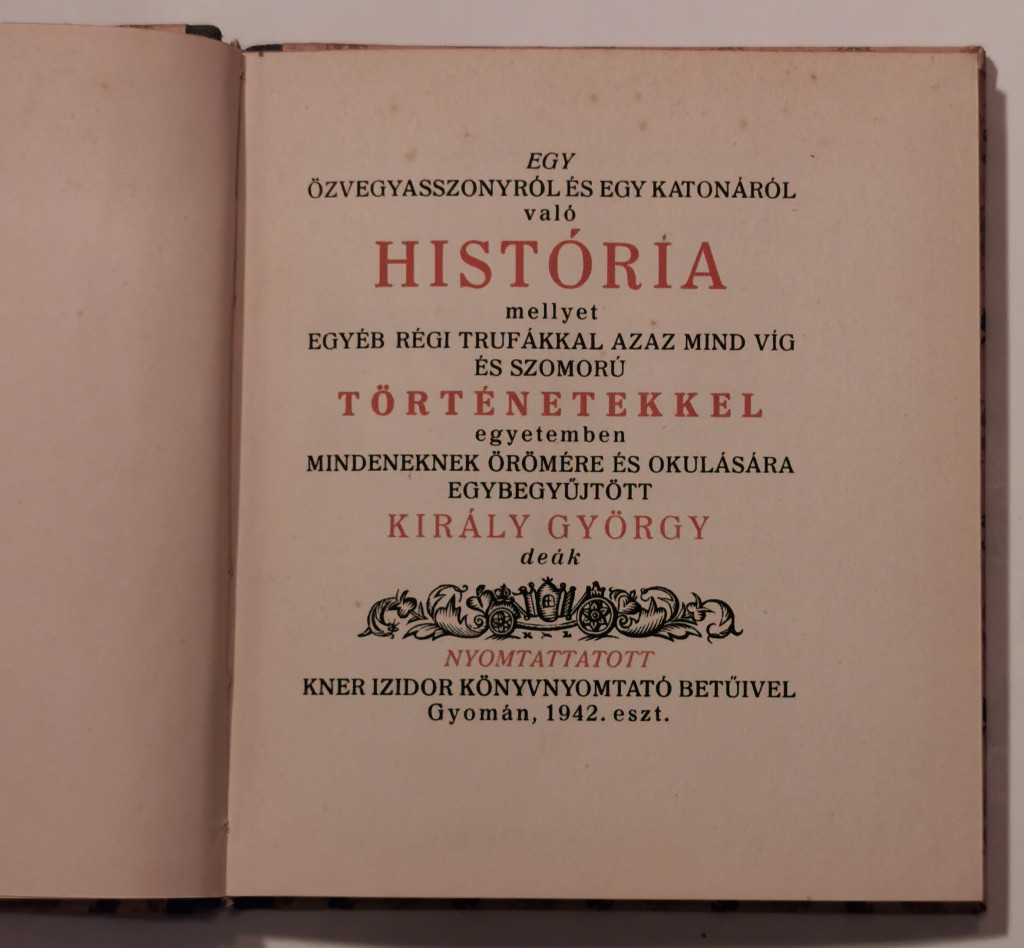 EGY
ÖZVEGYASSZONYRÓL ÉS EGY KATONÁRÓL
való
HISTÓRIA
mellyet
EGYÉB RÉGI TRUFÁKKAL AZAZ MIND VÍG
ÉS SZOMORÚ
TÖRTÉNETEKKEL
egyetemben
MINDENEKNEK ÖRÖMÉRE ÉS OKULÁSÁRA
EGYBEGYŰJTÖTT
KIRÁLY GYÖRGY
deák
NYOMTATTATOTT
KNER IZIDOR KÖNYVNYOMTATÓ BETŰIVEL
Gyomán, 1942. eszt.